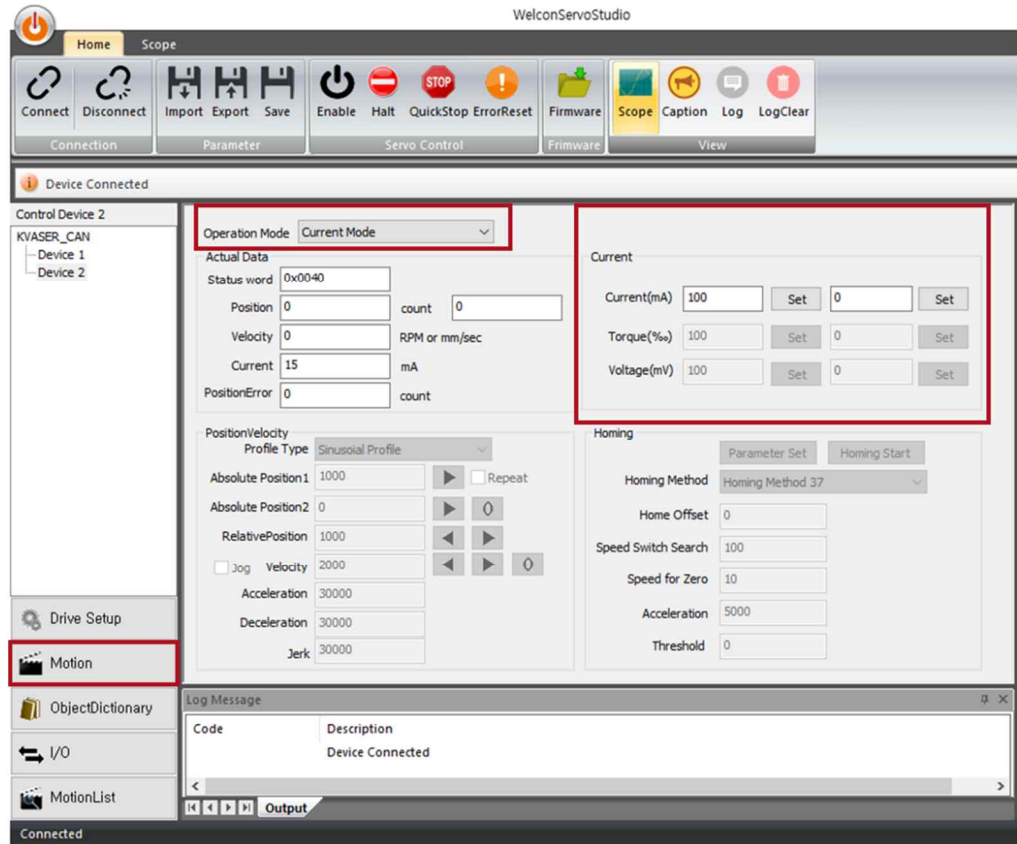 WelconServoStudio
Home Scope
Connect Disconnect Import Export Save Enable Halt QuickStop ErrorReset Firmware Scope Caption Log LogClear
STOP
Connection Parameter Servo Control Frimware View
Device Connected
Control Device 2
KVASER_CAN
Device 1
Device 2
Operation Mode Current Mode
Actual Data
Status word 0x0040
Position 0 count 0
Velocity 0 RPM or mm/sec
Current 15 mA
PositionError 0 count
Current
Current(mA) 100 Set 0 Set
Torque(‰) 100 Set 0 Set
Voltage(mV) 100 Set 0 Set
PositionVelocity
Profile Type Sinusoial Profile
Absolute Position1 1000 Repeat
Absolute Position2 0 0
RelativePosition 1000
Jog Velocity 2000 0
Acceleration 30000
Deceleration 30000
Jerk 30000
Homing
Parameter Set Homing Start
Homing Method Homing Method 37
Home Offset 0
Speed Switch Search 100
Speed for Zero 10
Acceleration 5000
Threshold 0
Drive Setup
Motion
ObjectDictionary
I/O
MotionList
Log Message
Code Description
Device Connected
Output
Connected